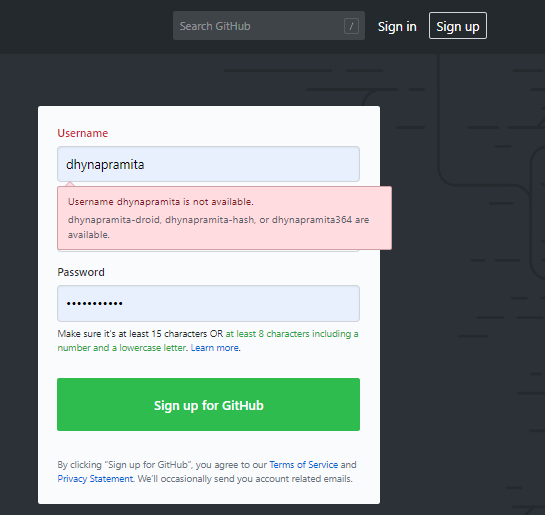 Search GitHub /
Sign in
Sign up
Username
dhynapramita
Username dhynapramita is not available.
dhynapramita-droid, dhynapramita-hash, or dhynapramita364 are
available.
Password
•••••••••••
Make sure it's at least 15 characters OR at least 8 characters including a
number and a lowercase letter. Learn more.
Sign up for GitHub
By clicking "Sign up for GitHub", you agree to our Terms of Service and
Privacy Statement. We'll occasionally send you account related emails.